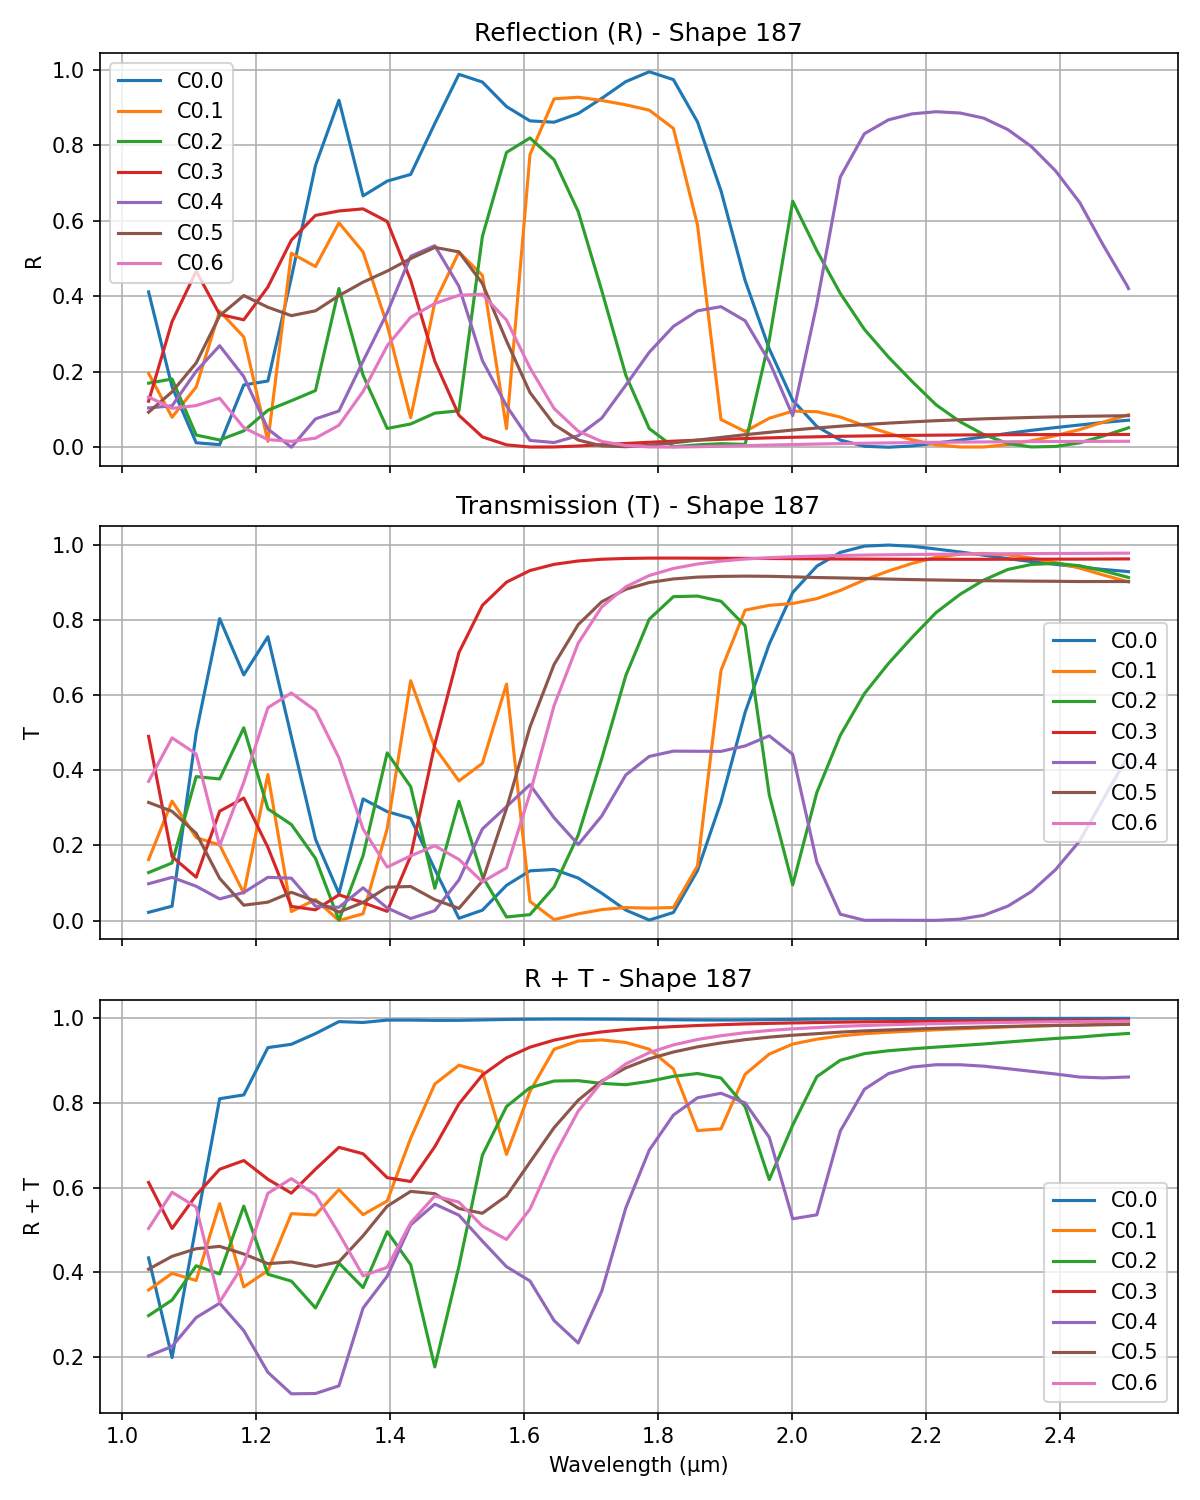 Reflection (R) - Shape 187
1.0
0.8
0.6
0.4
0.2
0.0
R
C0.0
C0.1
C0.2
C0.3
C0.4
C0.5
C0.6
Transmission (T) - Shape 187
1.0
0.8
0.6
0.4
0.2
0.0
T
C0.0
C0.1
C0.2
C0.3
C0.4
C0.5
C0.6
R + T - Shape 187
1.0
0.8
0.6
0.4
0.2
R + T
C0.0
C0.1
C0.2
C0.3
C0.4
C0.5
C0.6
1.0 1.2 1.4 1.6 1.8 2.0 2.2 2.4
Wavelength (μm)